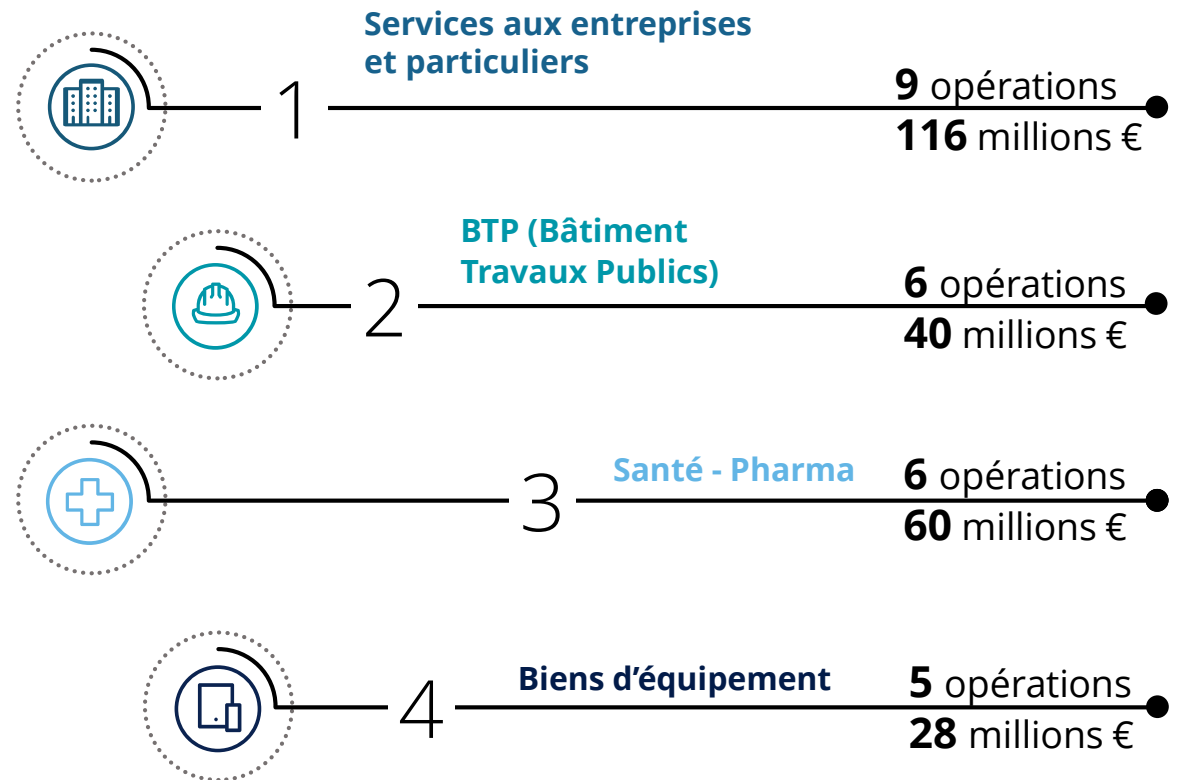 Services aux entreprises
et particuliers
1
9 opérations
116 millions €
BTP (Bâtiment
Travaux Publics)
2
6 opérations
40 millions €
Santé - Pharma
3
6 opérations
60 millions €
Biens d’équipement
4
5 opérations
28 millions €